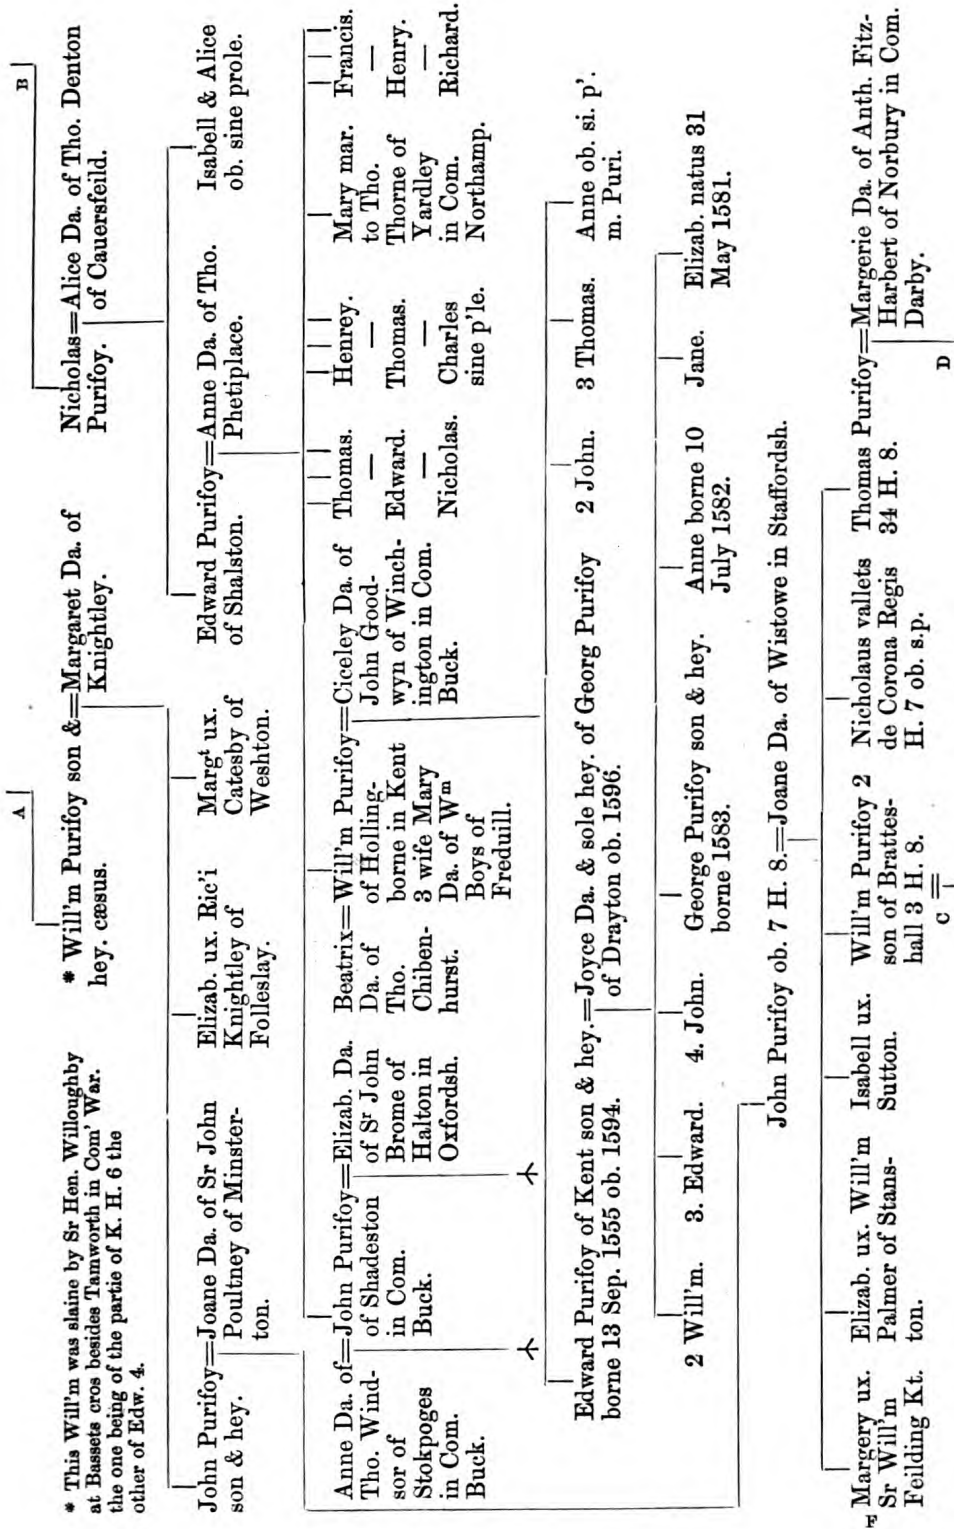 A
B
* This Will'm was slaine by Sr Hen. Willoughby
at Bassets cros besides Tamworth in Com' War.
the one being of the partie of K. H. 6 the
other of Edw. 4.
* Will'm Purifoy son &=Margaret Da. of
hey. cæsus.
Knightley.
Nicholas=Alice Da. of Tho. Denton
Purifoy.
of Cauersfeild.
John Purifoy=Joane Da. of Sr John
son & hey.
Poultney of Minster-
ton.
Elizab. ux. Ric'i
Knightley of
Folleslay.
Margt ux.
Catesby of
Weshton.
Edward Purifoy=Anne Da. of Tho.
of Shalston.
Phetiplace.
Isabell & Alice
ob. sine prole.
Anne Da. of=John Purifoy=Elizab. Da.
Tho. Wind-
sor of
Stokpoges
in Com.
Buck.
of Shadeston
in Com.
Buck.
of Sr John
Brome of
Halton in
Oxfordsh.
Beatrix=Will'm Purifoy=Ciceley Da. of
Da. of
Tho.
Chiben-
hurst.
of Holling-
borne in Kent
3 wife Mary
Da. of Wm
Boys of
Freduill.
John Good-
wyn of Winch-
ington in Com.
Buck.
Thomas.
—
Edward.
—
Nicholas.
Henrey.
—
Thomas.
—
Charles
sine p'le.
Mary mar.
to Tho.
Thorne of
Yardley
in Com.
Northamp.
Francis.
—
Henry.
—
Richard.
Edward Purifoy of Kent son & hey.=Joyce Da. & sole hey. of Georg Purifoy
borne 13 Sep. 1555 ob. 1594.
of Drayton ob. 1596.
2 John.
3 Thomas.
Anne ob. si. p'.
m. Puri.
2 Will'm.
3. Edward.
4. John.
George Purifoy son & hey.
borne 1583.
Anne borne 10
July 1582.
Jane.
Elizab. natus 31
May 1581.
John Purifoy ob. 7 H. 8.=Joane Da. of Wistowe in Staffordsh.
E
Margery ux.
Sr Will'm
Feilding Kt.
Elizab. ux. Will'm
Palmer of Stans-
ton.
Isabell ux.
Sutton.
Will'm Purifoy 2
son of Brattes-
hall 3 H. 8.
C
Nicholaus vallets
de Corona Regis
H. 7 ob. s.p.
Thomas Purifoy=Margerie Da. of Anth. Fitz-
34 H. 8.
Harbert of Norbury in Com.
Darby.
D